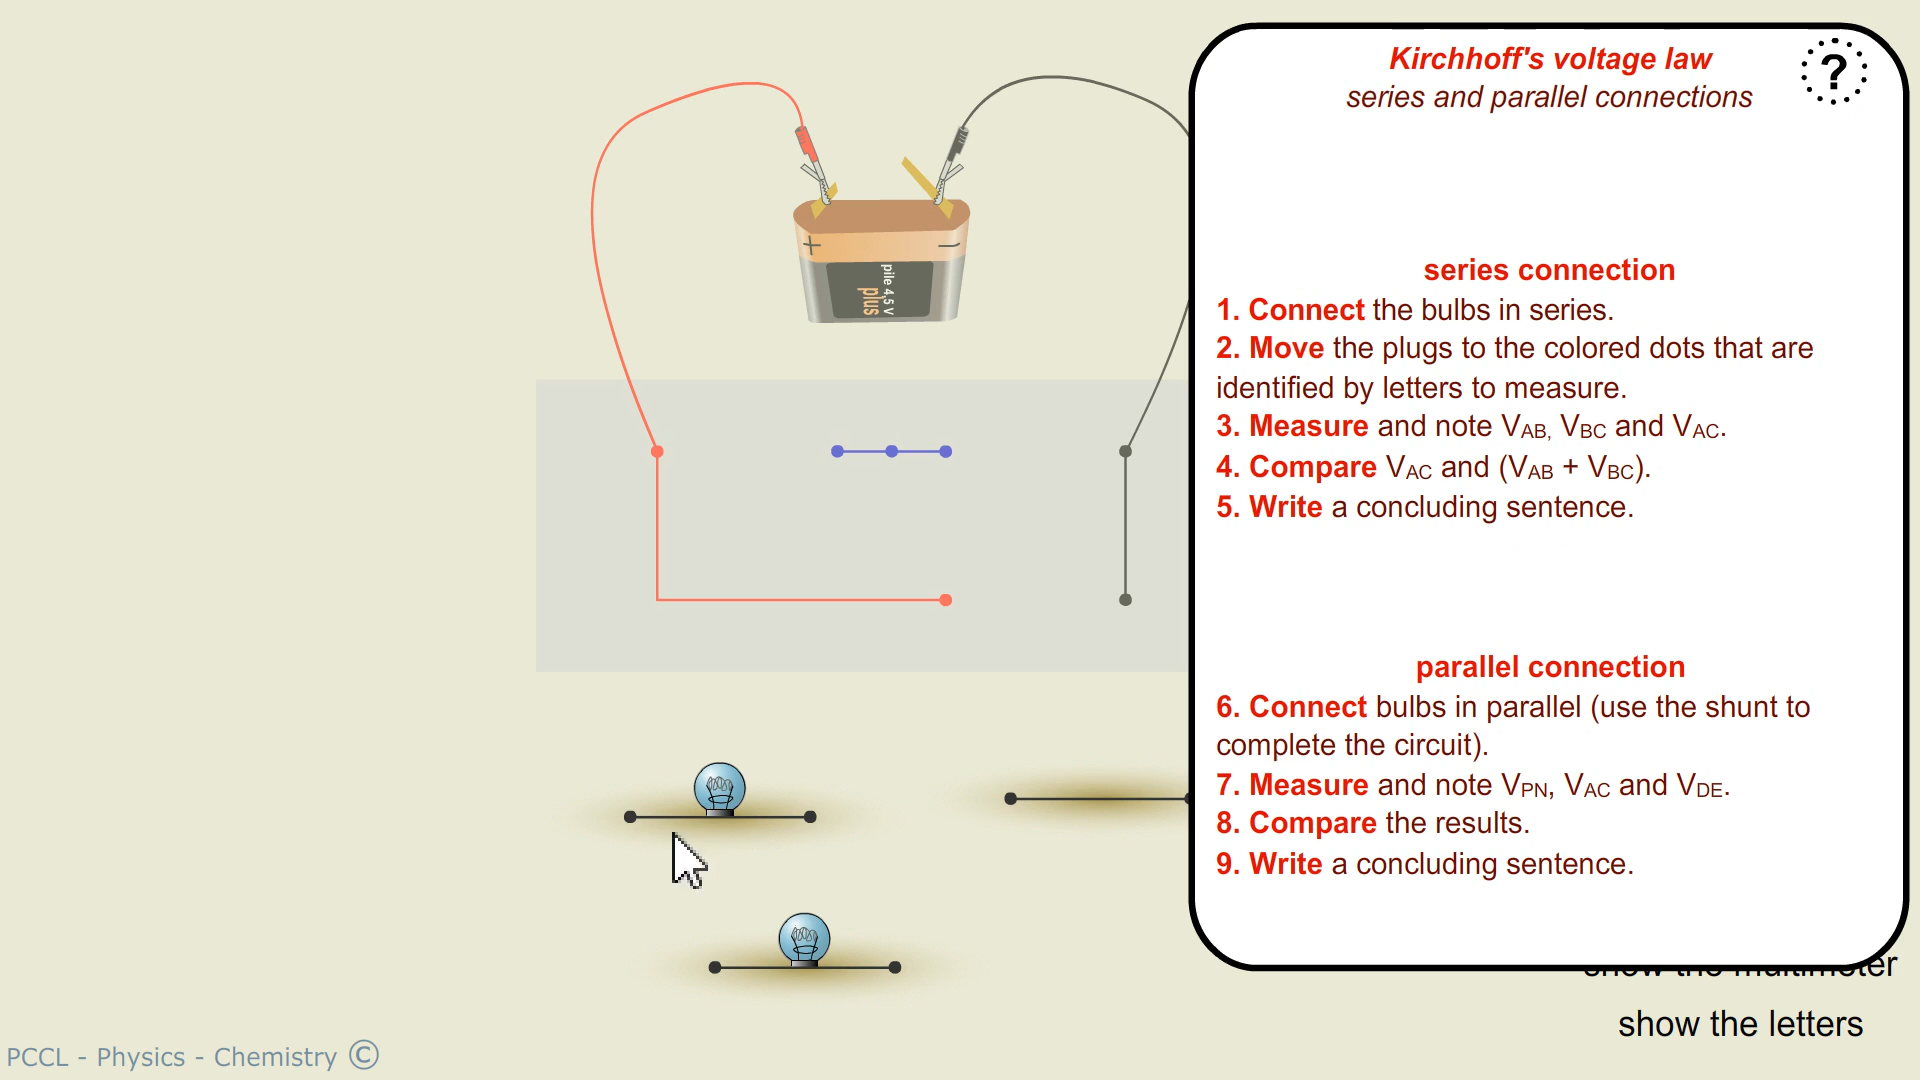 Kirchhoff's voltage law
?
series and parallel connections
+ −
pile 4,5 V
plus
series connection
1. Connect the bulbs in series.
2. Move the plugs to the colored dots that are
identified by letters to measure.
3. Measure and note VAB, VBC and VAC.
4. Compare VAC and (VAB + VBC).
5. Write a concluding sentence.
parallel connection
6. Connect bulbs in parallel (use the shunt to
complete the circuit).
7. Measure and note VPN, VAC and VDE.
8. Compare the results.
9. Write a concluding sentence.
show the multimeter
show the letters
PCCL - Physics - Chemistry ©